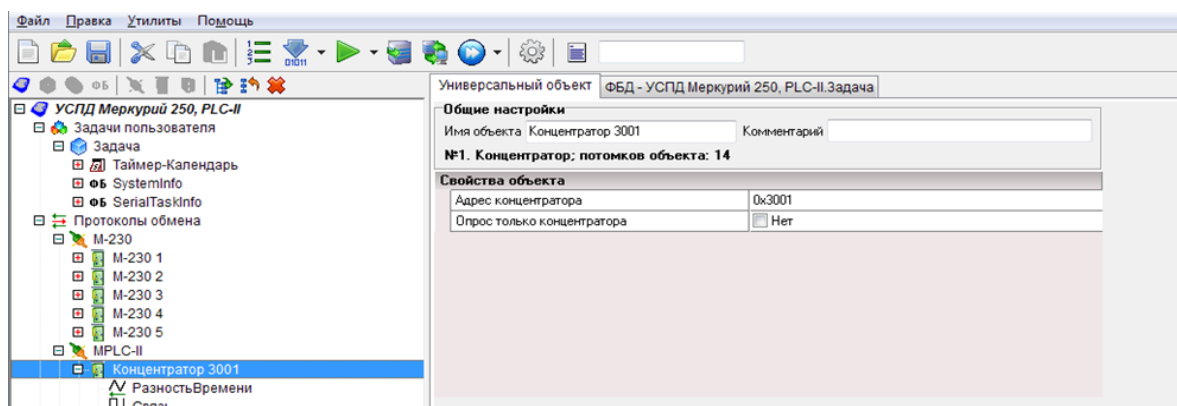 Файл Правка Утилиты Помощь
УСПД Меркурий 250, PLC-II
Задачи пользователя
Задача
Таймер-Календарь
ФБ SystemInfo
ФБ SerialTaskInfo
Протоколы обмена
M-230
M-230 1
M-230 2
M-230 3
M-230 4
M-230 5
MPLC-II
Концентратор 3001
РазностьВремени
Универсальный объект ФБД - УСПД Меркурий 250, PLC-II.Задача
Общие настройки
Имя объекта Концентратор 3001 Комментарий
№1. Концентратор; потомков объекта: 14
Свойства объекта
Адрес концентратора 0x3001
Опрос только концентратора Нет